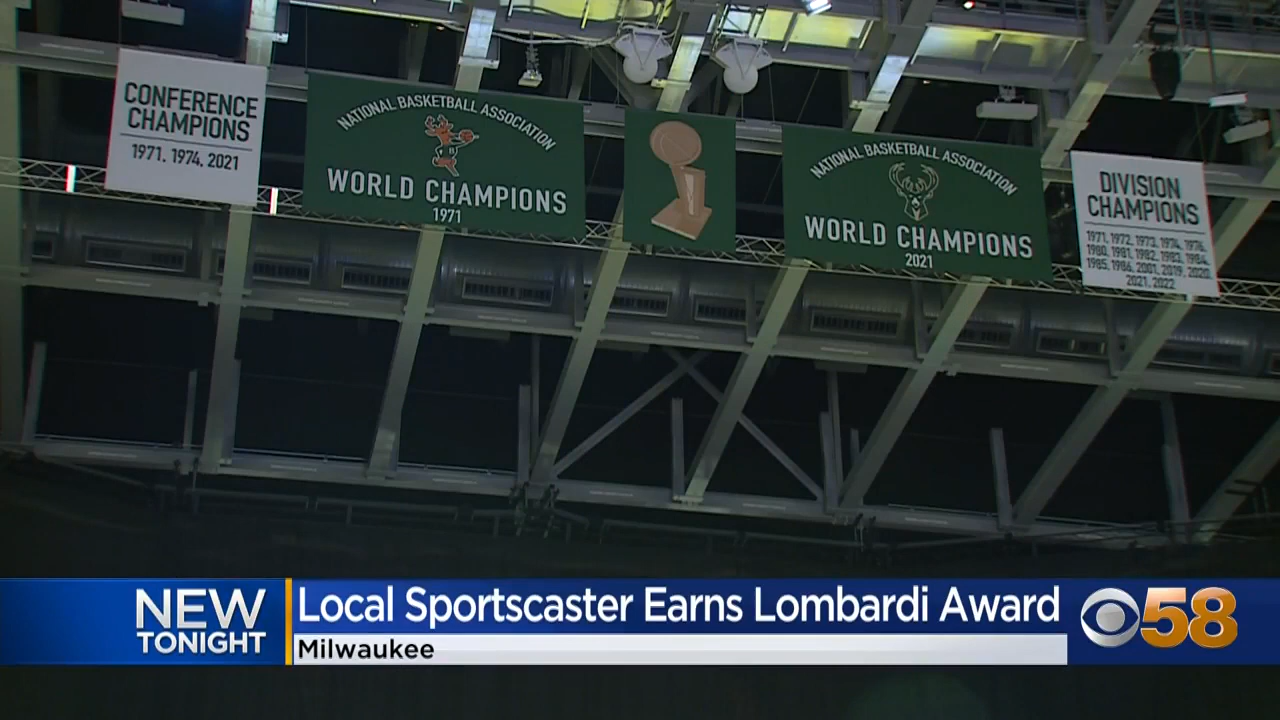 CONFERENCE
CHAMPIONS
1971. 1974. 2021
NATIONAL BASKETBALL ASSOCIATION
WORLD CHAMPIONS
1971
NATIONAL BASKETBALL ASSOCIATION
WORLD CHAMPIONS
2021
DIVISION
CHAMPIONS
1971, 1972, 1973, 1974, 1976,
1980, 1981, 1982, 1983, 1984,
1985, 1986, 2001, 2019, 2020
2021, 2022
NEW
TONIGHT
Local Sportscaster Earns Lombardi Award
Milwaukee
58